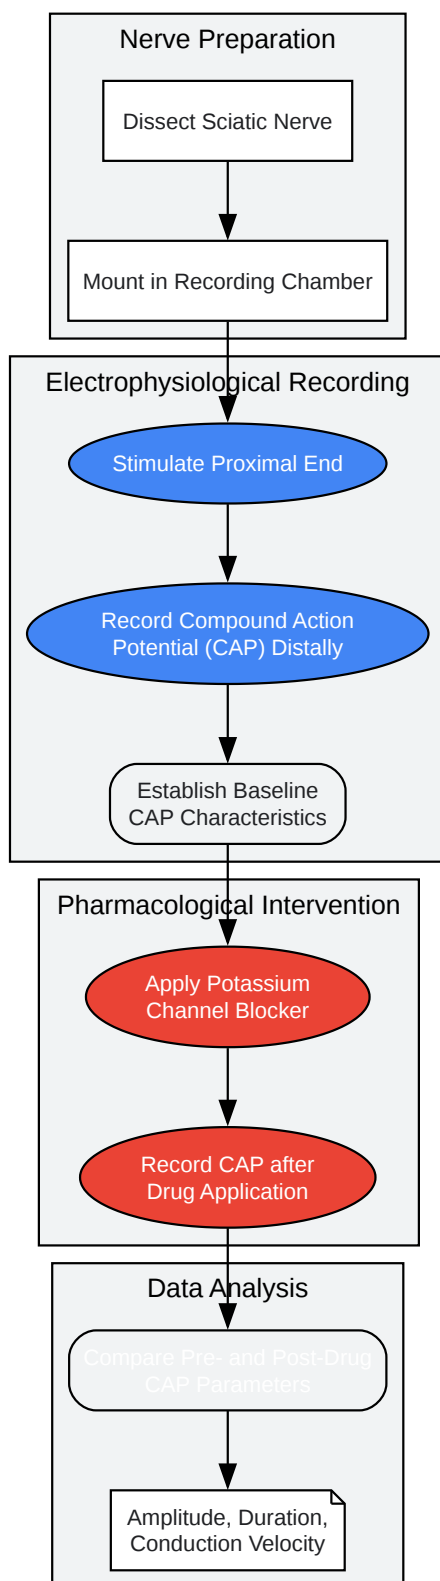 Nerve Preparation
Dissect Sciatic Nerve
Mount in Recording Chamber
Electrophysiological Recording
Stimulate Proximal End
Record Compound Action
Potential (CAP) Distally
Establish Baseline
CAP Characteristics
Pharmacological Intervention
Apply Potassium
Channel Blocker
Record CAP after
Drug Application
Data Analysis
Compare Pre- and Post-Drug
CAP Parameters
Amplitude, Duration,
Conduction Velocity